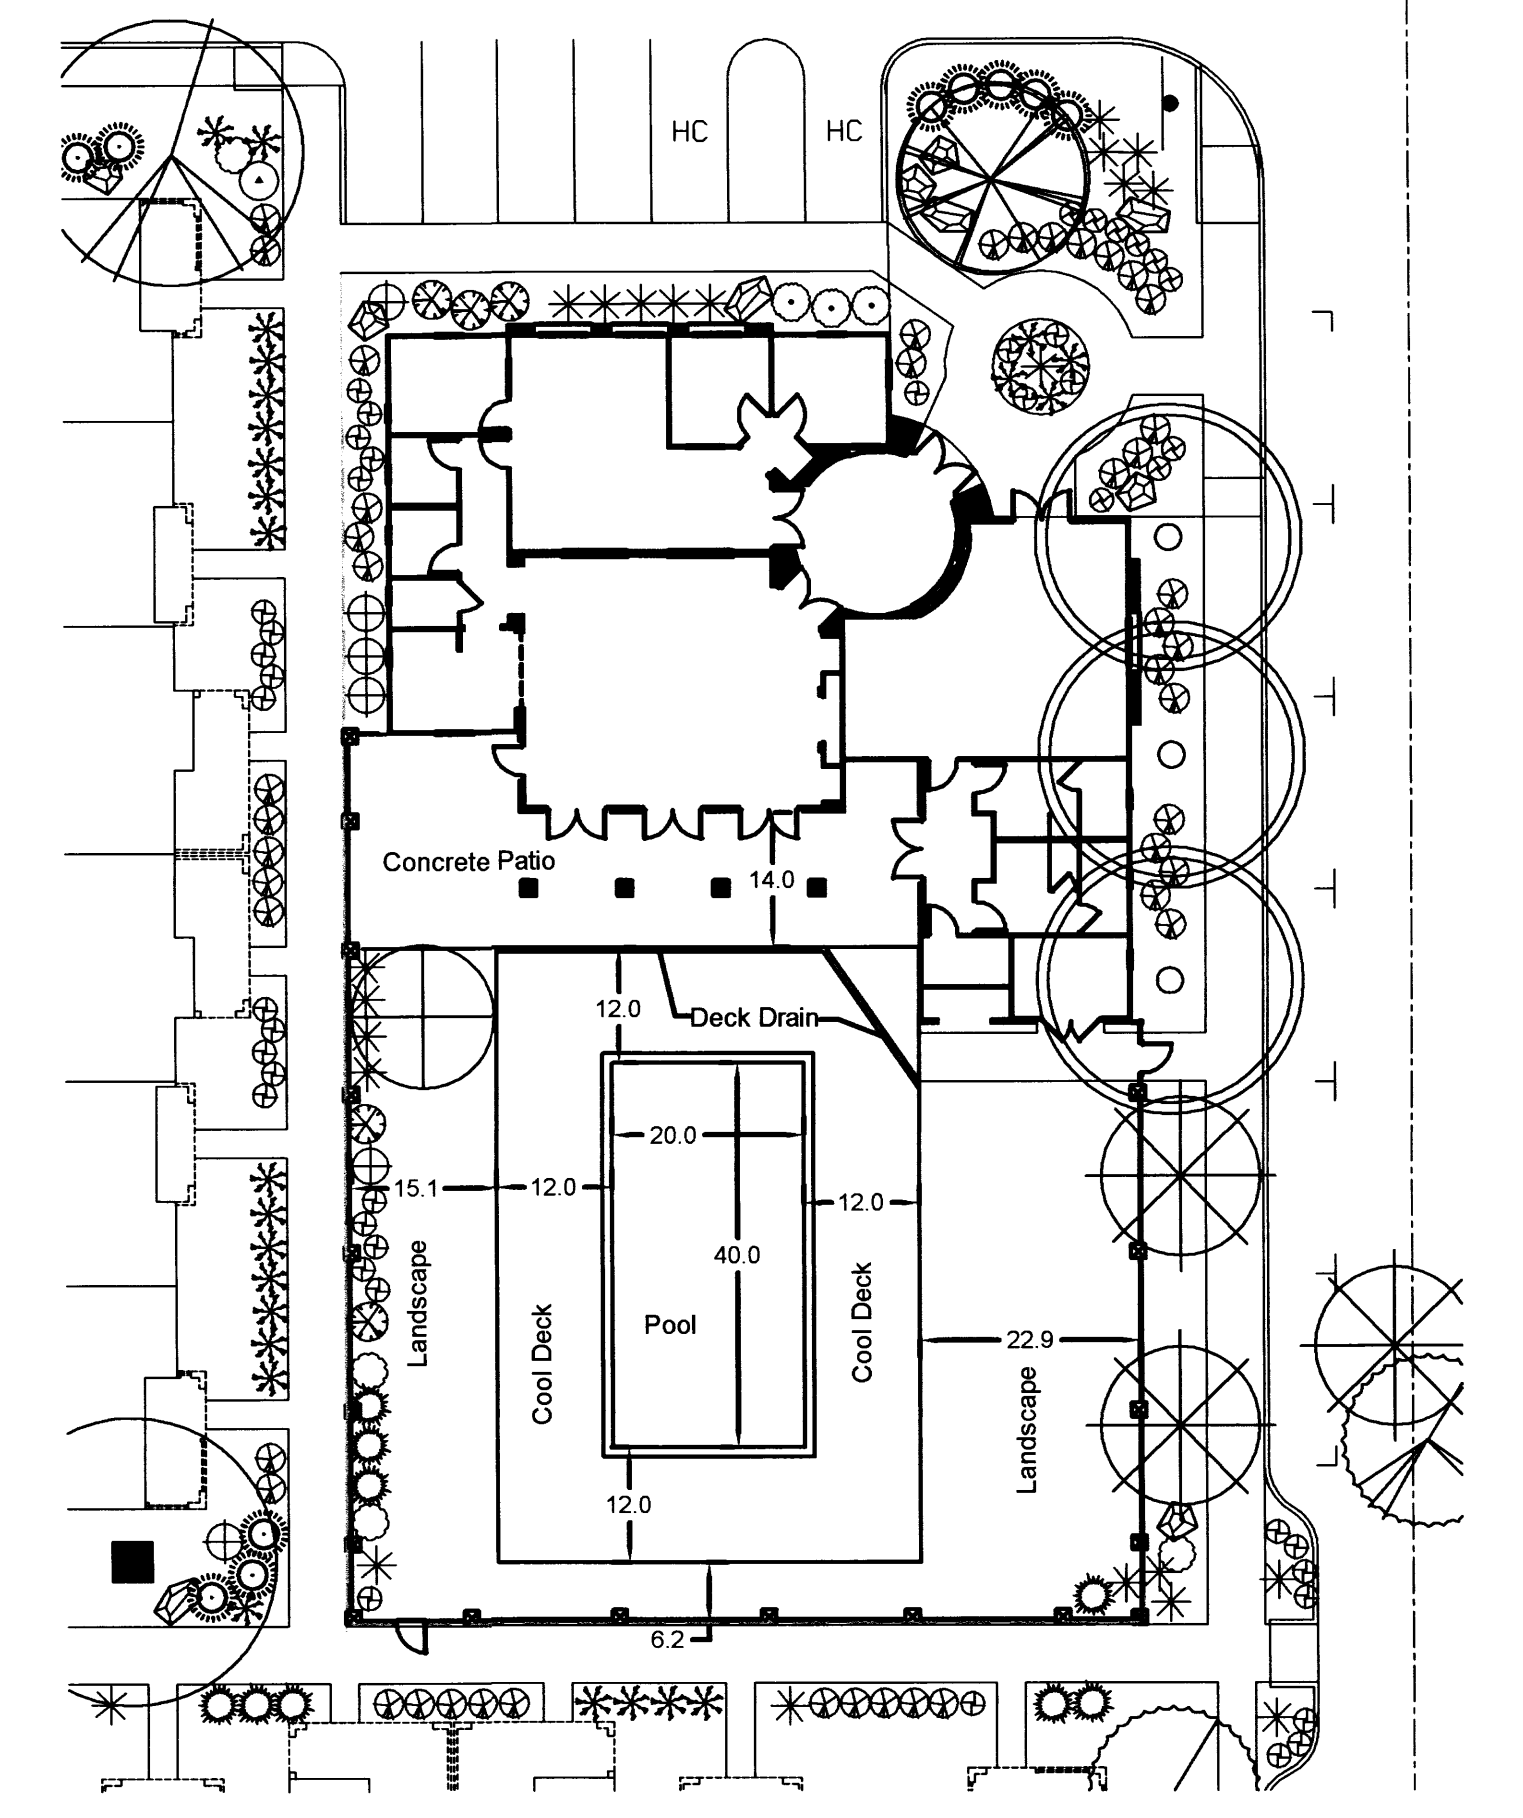 HC
HC
Concrete Patio
14.0
12.0
Deck Drain
20.0
15.1
12.0
12.0
40.0
Landscape
Cool Deck
Pool
Cool Deck
22.9
Landscape
12.0
6.2